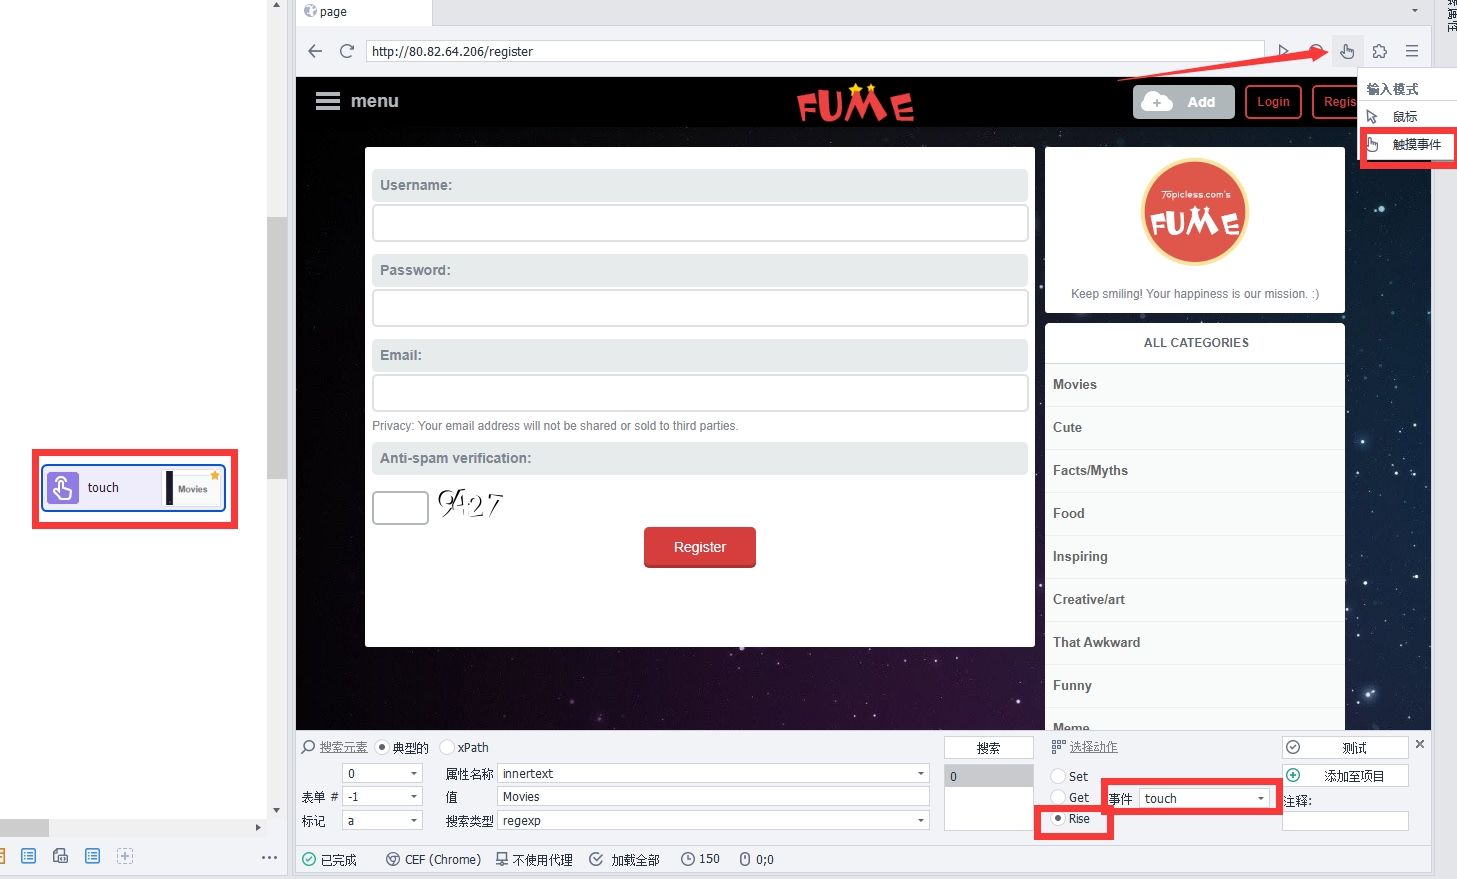 page
http://80.82.64.206/register
输入模式
鼠标
触摸事件
menu
FUME
Add
Login
Regis
Username:
Password:
Email:
Privacy: Your email address will not be shared or sold to third parties.
Anti-spam verification:
9427
Register
Topicless.com's
FUME
Keep smiling! Your happiness is our mission. :)
ALL CATEGORIES
Movies
Cute
Facts/Myths
Food
Inspiring
Creative/art
That Awkward
Funny
Meme
touch
Movies
搜索元素 典型的 xPath
0
属性名称 innertext
表单 # -1
值 Movies
标记 a
搜索类型 regexp
搜索
0
选择动作
Set
Get
Rise
事件 touch
测试
添加至项目
注释:
已完成 CEF (Chrome) 不使用代理 加载全部 150 0;0